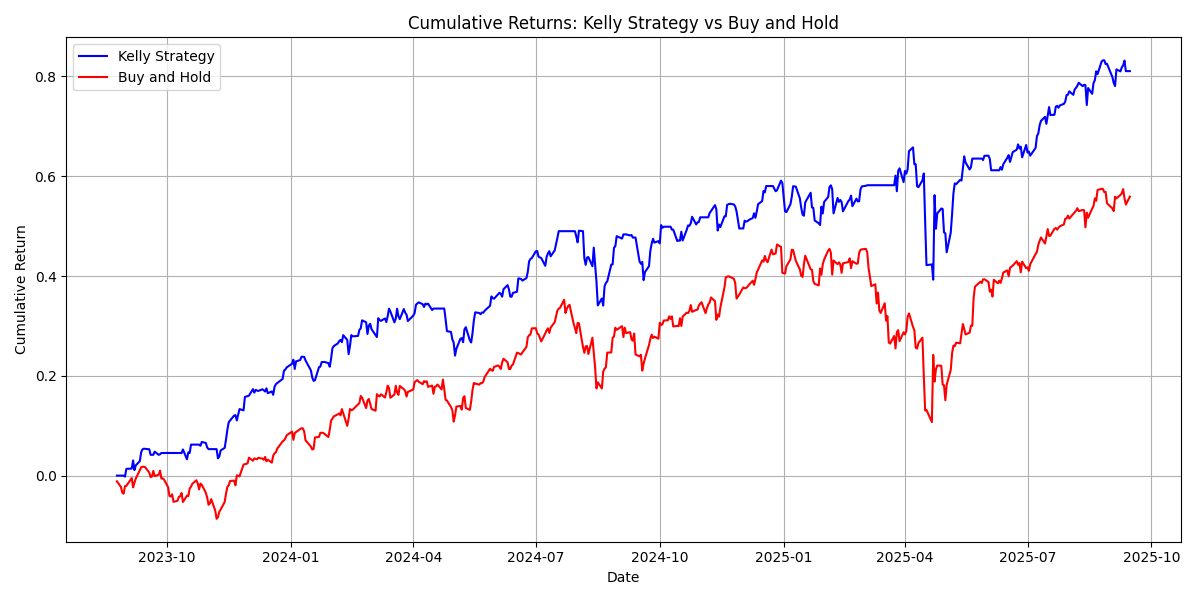 Cumulative Returns: Kelly Strategy vs Buy and Hold
Kelly Strategy
Buy and Hold
Cumulative Return
0.8
0.6
0.4
0.2
0.0
2023-10
2024-01
2024-04
2024-07
2024-10
2025-01
2025-04
2025-07
2025-10
Date